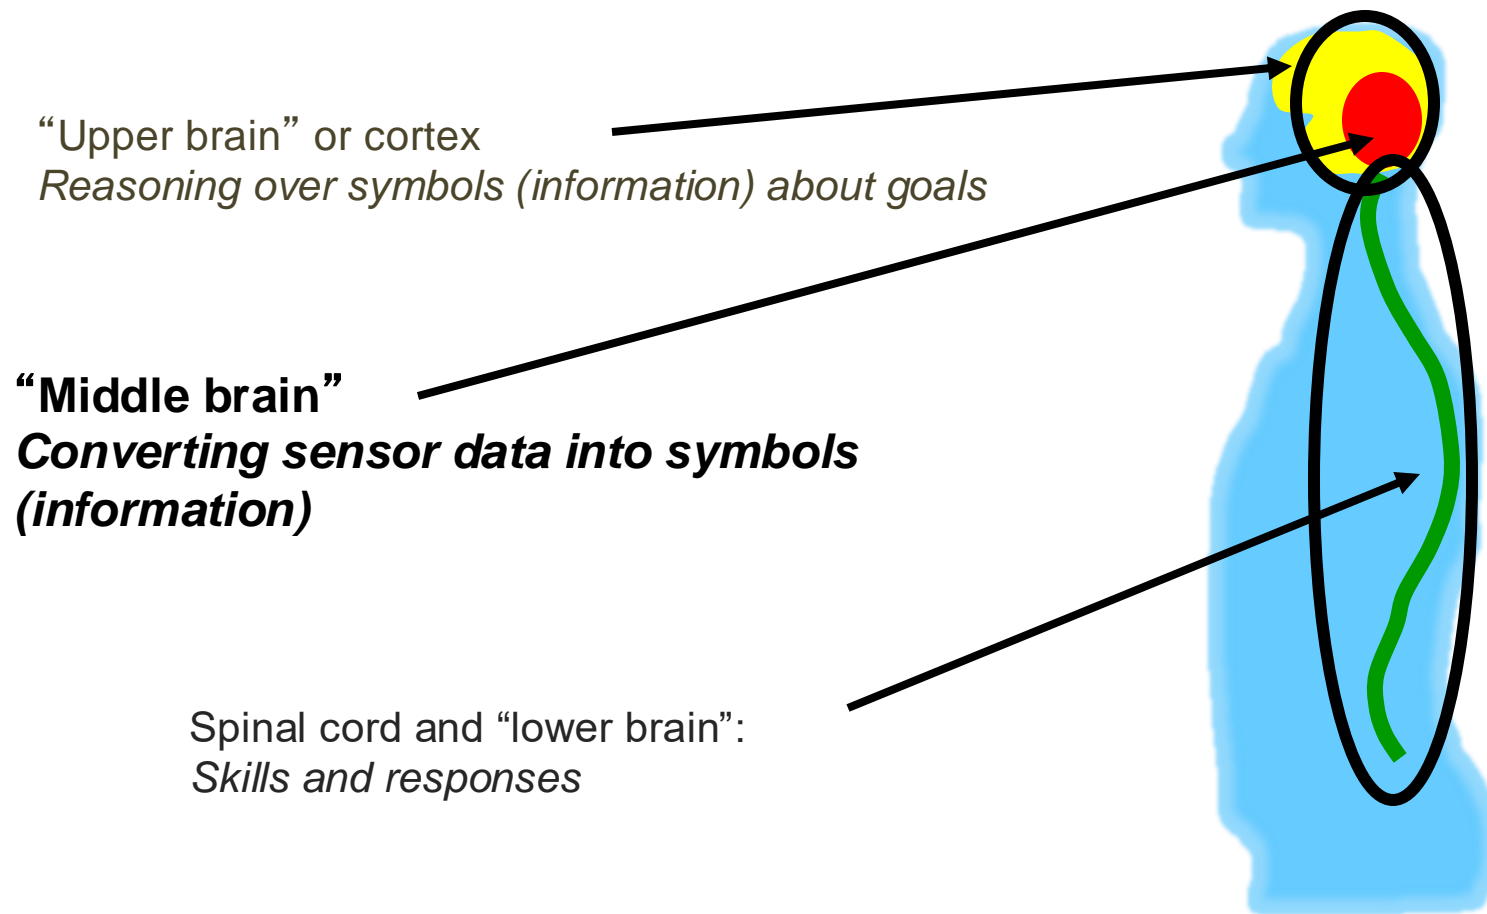 “Upper brain” or cortex
Reasoning over symbols (information) about goals
“Middle brain”
Converting sensor data into symbols
(information)
Spinal cord and “lower brain”:
Skills and responses